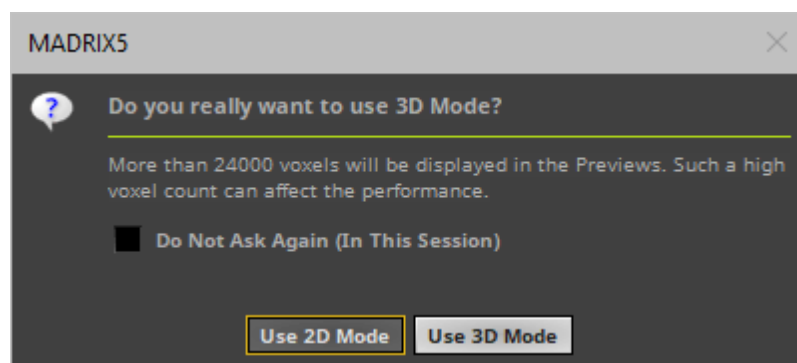 MADRIX5
Do you really want to use 3D Mode?
More than 24000 voxels will be displayed in the Previews. Such a high
voxel count can affect the performance.
Do Not Ask Again (In This Session)
Use 2D Mode
Use 3D Mode